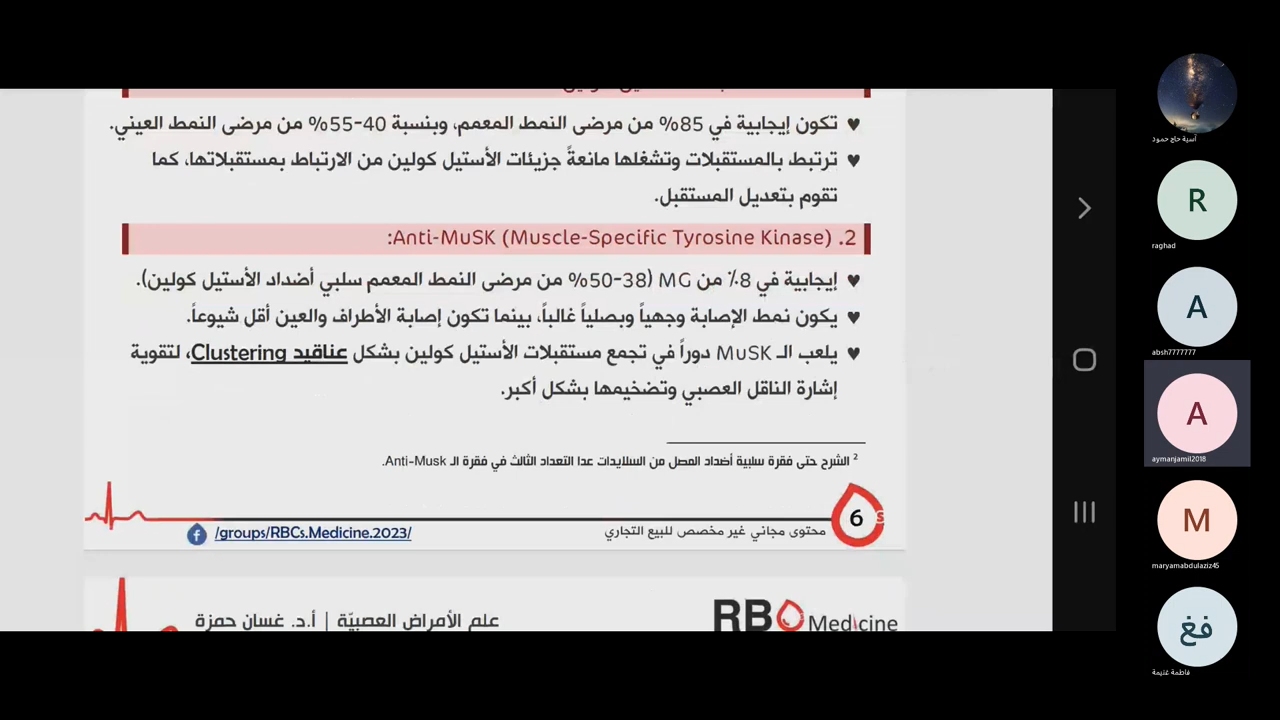 تكون إيجابية في 85% من مرضى النمط المعمم، وبنسبة 40-55% من مرضى النمط العيني.
ترتبط بالمستقبلات وتشغلها مانعةً جزيئات الأستيل كولين من الارتباط بمستقبلاتها، كما
تقوم بتعديل المستقبل.
2. Anti-MuSK (Muscle-Specific Tyrosine Kinase):
إيجابية في 8٪ من MG (38-50% من مرضى النمط المعمم سلبي أضداد الأستيل كولين).
يكون نمط الإصابة وجهياً وبصلياً غالباً، بينما تكون إصابة الأطراف والعين أقل شيوعاً.
يلعب الـ MuSK دوراً في تجمع مستقبلات الأستيل كولين بشكل عناقيد Clustering، لتقوية
إشارة الناقل العصبي وتضخيمها بشكل أكبر.
2 الشرح حتى فقرة سلبية أضداد المصل من السلايدات عدا التعداد الثالث في فقرة الـ Anti-Musk.
6
محتوى مجاني غير مخصص للبيع التجاري
/groups/RBCs.Medicine.2023/
RB Medicine
علم الأمراض العصبيّة | أ.د. غسان حمزة
آسية حاج حمود
R
raghad
A
absh7777777
A
aymanjamil2018
M
maryamabdulaziz45
فغ
فاطمة غنيمة